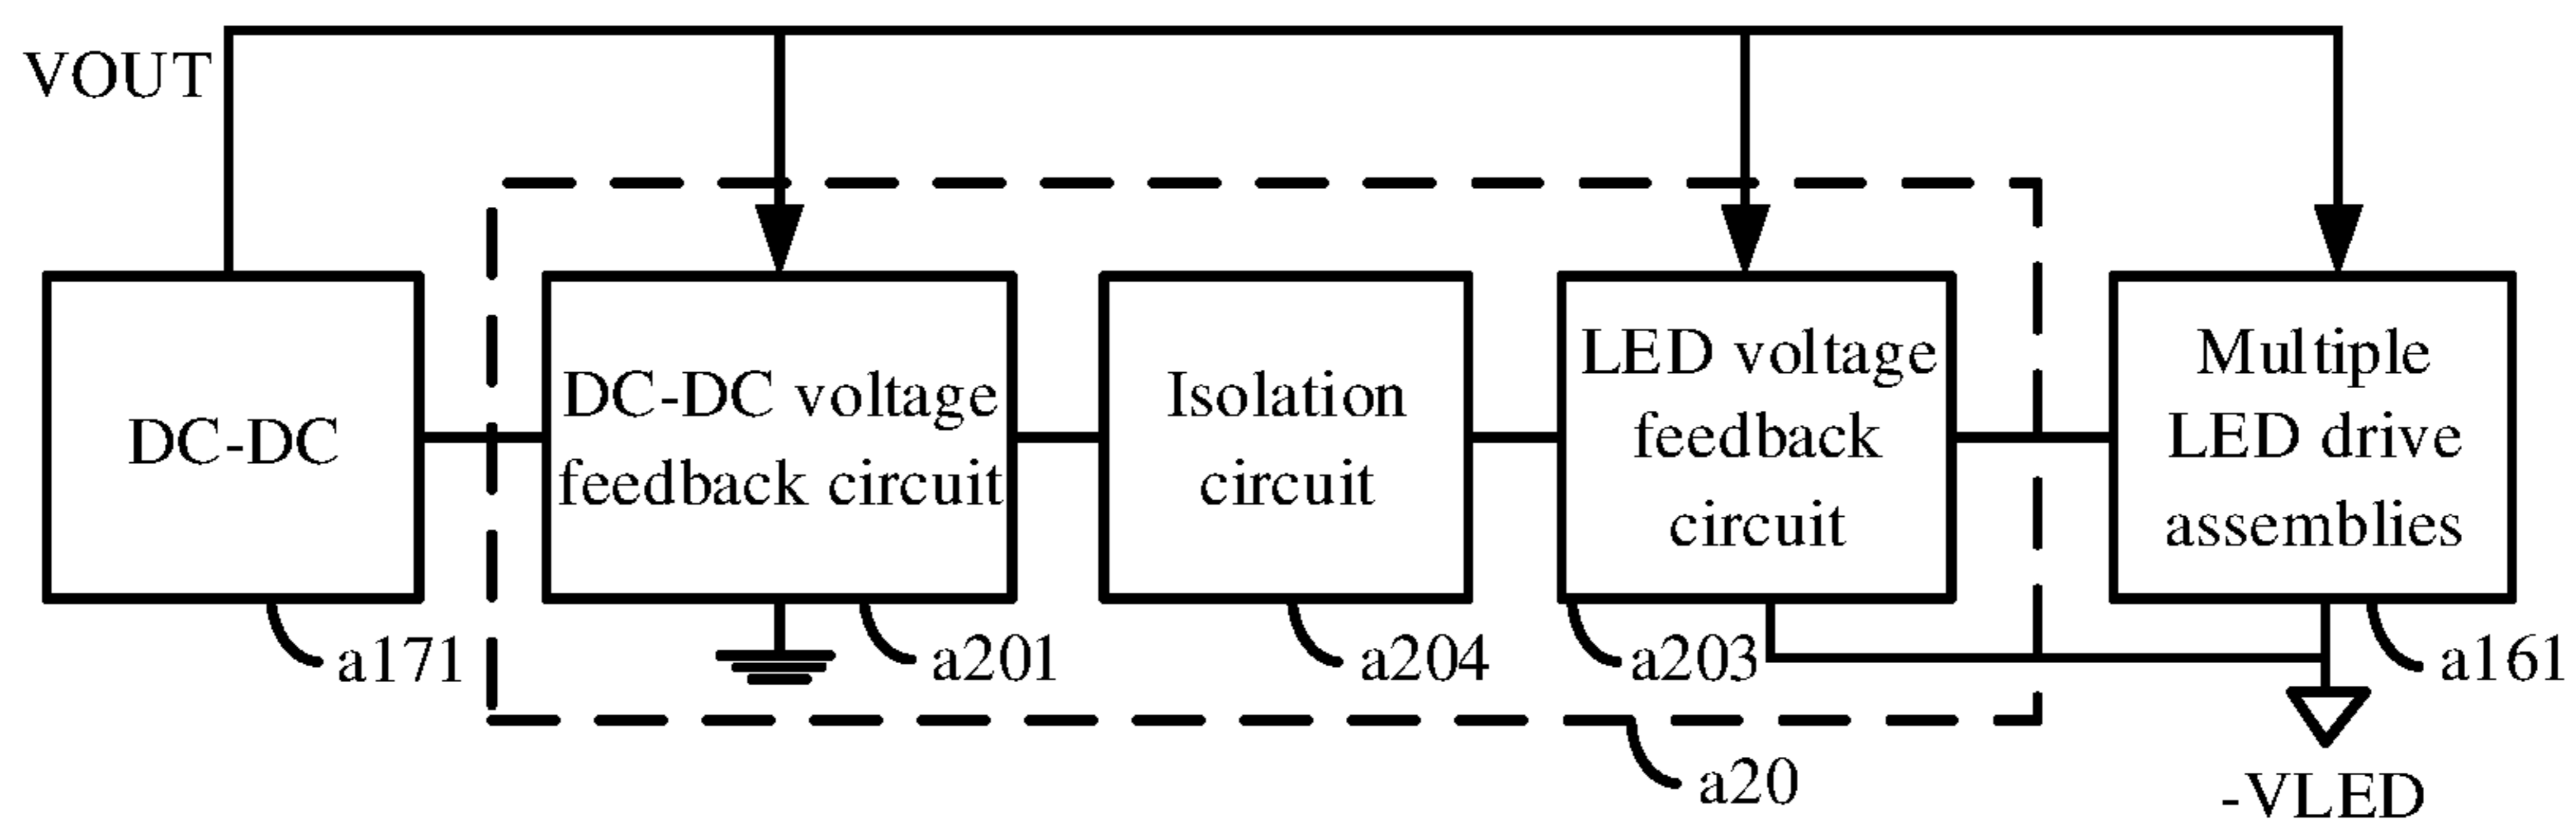 VOUT
DC-DC
DC-DC voltage
feedback circuit
Isolation
circuit
LED voltage
feedback
circuit
Multiple
LED drive
assemblies
a171
a201
a204
a203
a161
a20
-VLED